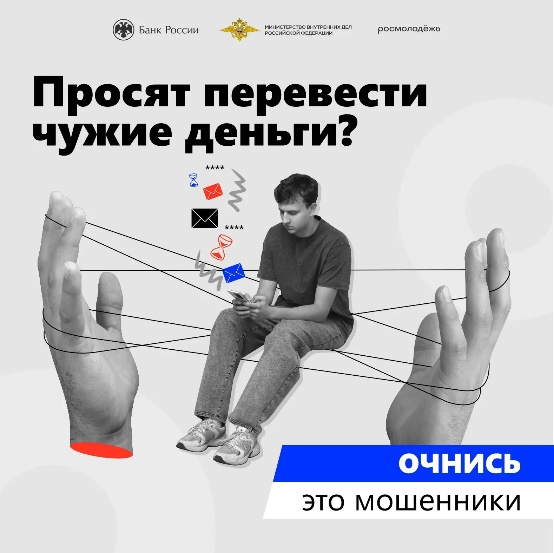 Банк России
МИНИСТЕРСТВО ВНУТРЕННИХ ДЕЛ
РОССИЙСКОЙ ФЕДЕРАЦИИ
росмолодёжь
Просят перевести
чужие деньги?
****
****
ОЧНИСЬ
это мошенники